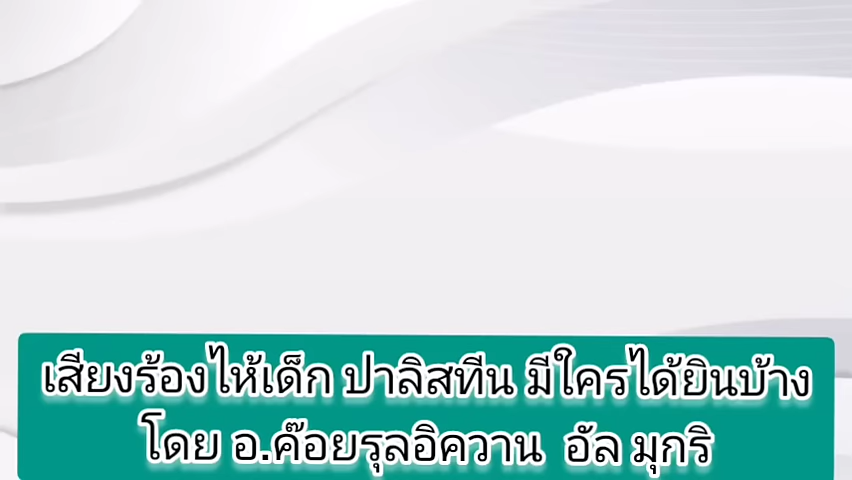 เสียงร้องไห้เด็ก ปาลิสทีน มีใครได้ยินบ้าง
โดย อ.ค๊อยรุลอิควาน อัล มุกริ